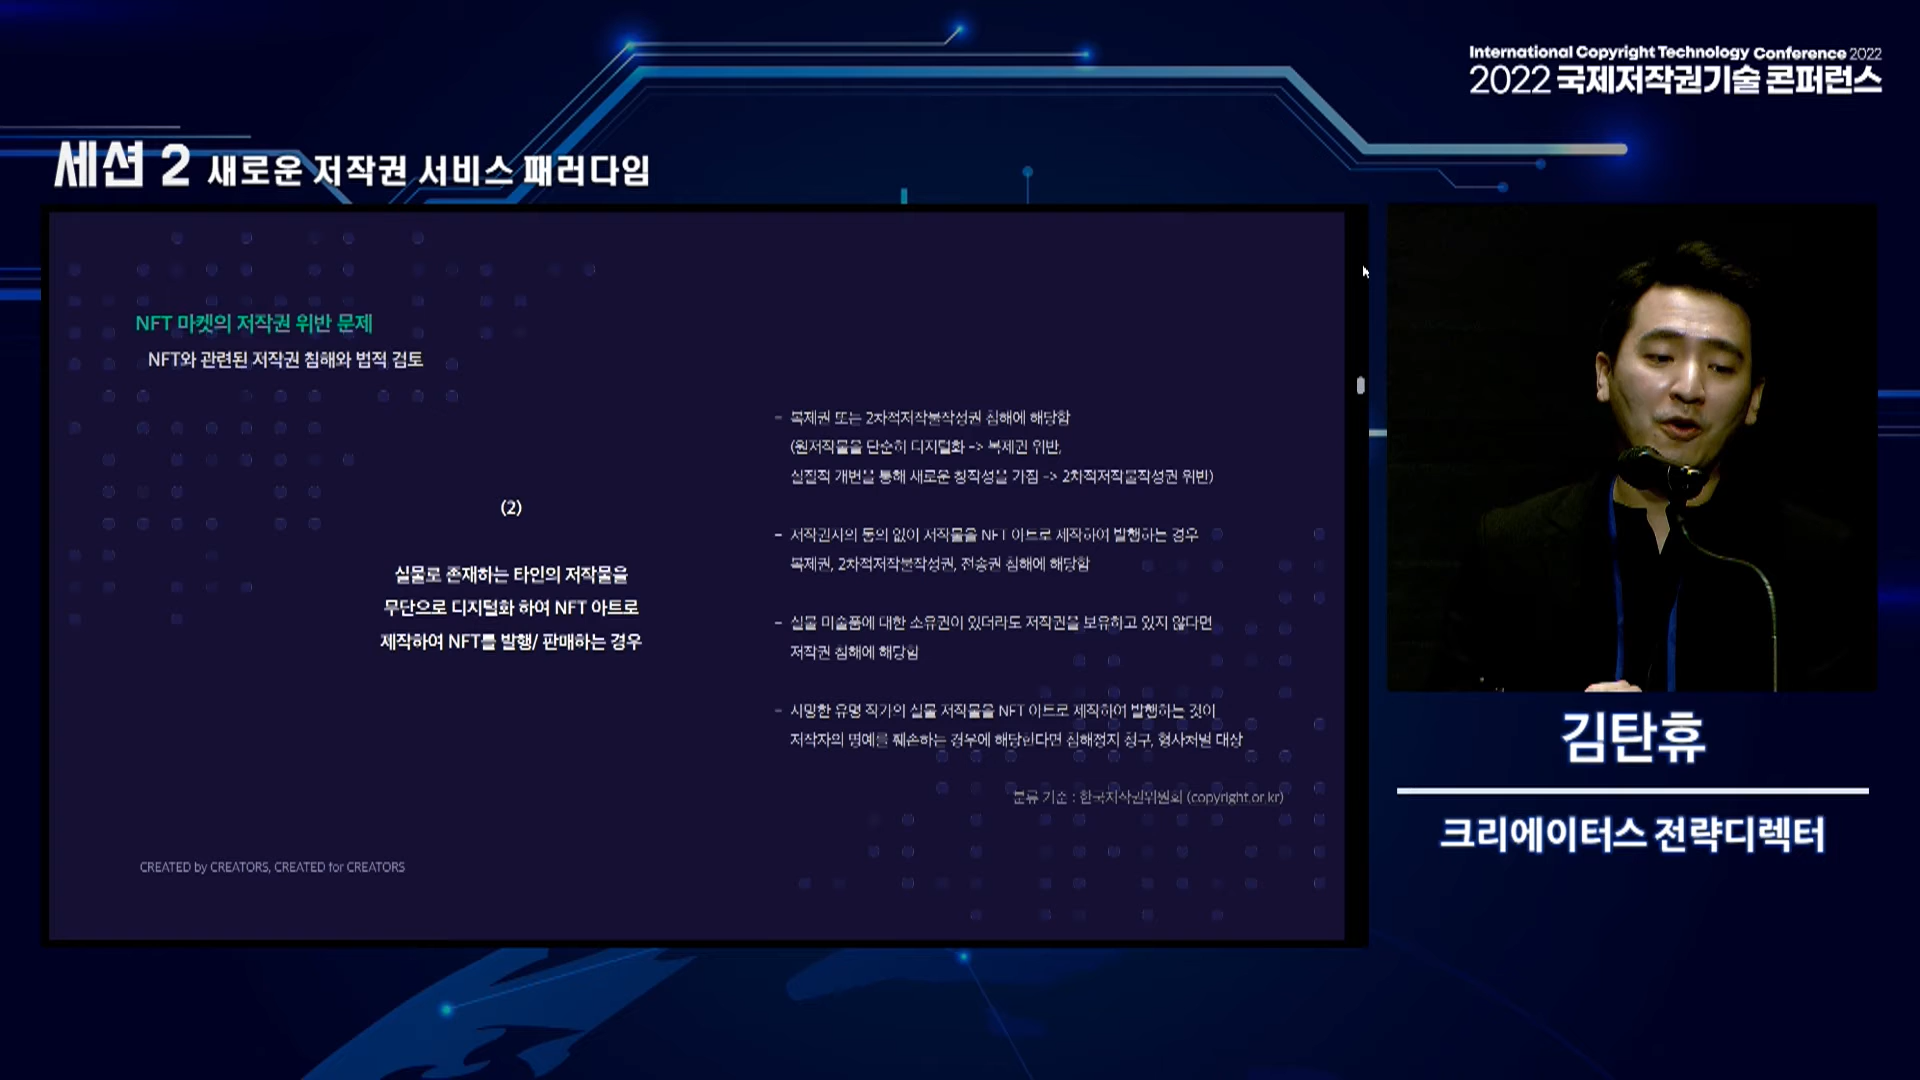 International Copyright Technology Conference 2022
2022 국제저작권기술 콘퍼런스
세션 2 새로운 저작권 서비스 패러다임
NFT 마켓의 저작권 위반 문제
NFT와 관련된 저작권 침해와 법적 검토
(2)
실물로 존재하는 타인의 저작물을
무단으로 디지털화 하여 NFT 아트로
제작하여 NFT를 발행/ 판매하는 경우
- 복제권 또는 2차적저작물작성권 침해에 해당함
(원저작물을 단순히 디지털화 -> 복제권 위반,
실질적 개변을 통해 새로운 창작성을 가짐 -> 2차적저작물작성권 위반)
- 저작권자의 동의 없이 저작물을 NFT 아트로 제작하여 발행하는 경우
복제권, 2차적저작물작성권, 전송권 침해에 해당함
- 실물 미술품에 대한 소유권이 있더라도 저작권을 보유하고 있지 않다면
저작권 침해에 해당함
- 사망한 유명 작가의 실물 저작물을 NFT 아트로 제작하여 발행하는 것이
저작자의 명예를 훼손하는 경우에 해당한다면 침해정지 청구, 형사처벌 대상
분류 기준 : 한국저작권위원회 (copyright.or.kr)
CREATED by CREATORS, CREATED for CREATORS
김탄휴
크리에이터스 전략디렉터